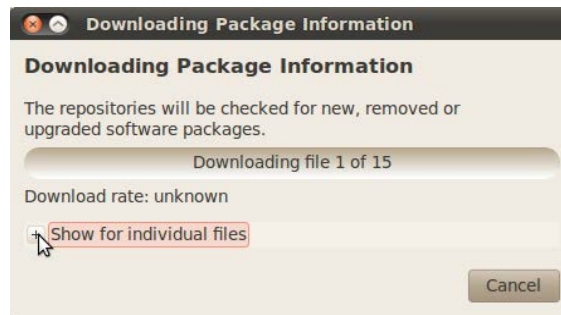 Downloading Package Information
Downloading Package Information
The repositories will be checked for new, removed or
upgraded software packages.
Downloading file 1 of 15
Download rate: unknown
Show for individual files
Cancel